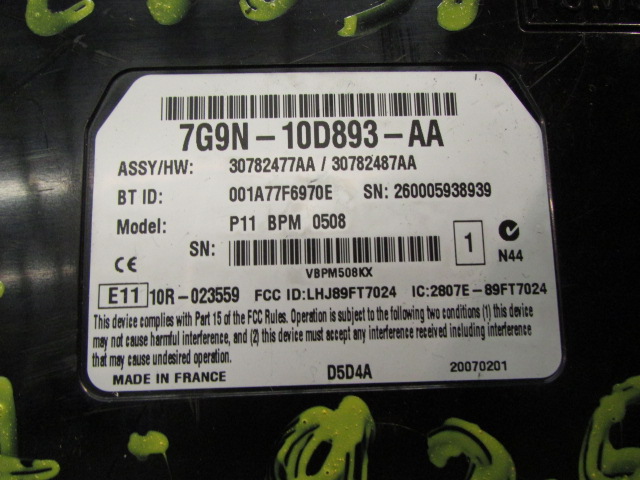 7G9N-10D893-AA
ASSY/HW: 30782477AA / 30782487AA
BT ID: 001A77F6970E SN: 260005938939
Model: P11 BPM 0508
SN:
1
N44
VBPM508KX
CE
E11 10R-023559 FCC ID:LHJ89FT7024 IC:2807E-89FT7024
This device complies with Part 15 of the FCC Rules. Operation is subject to the following two conditions (1) this device
may not cause harmful interference, and (2) this device must accept any interference received including interference
that may cause undesired operation.
MADE IN FRANCE D5D4A 20070201